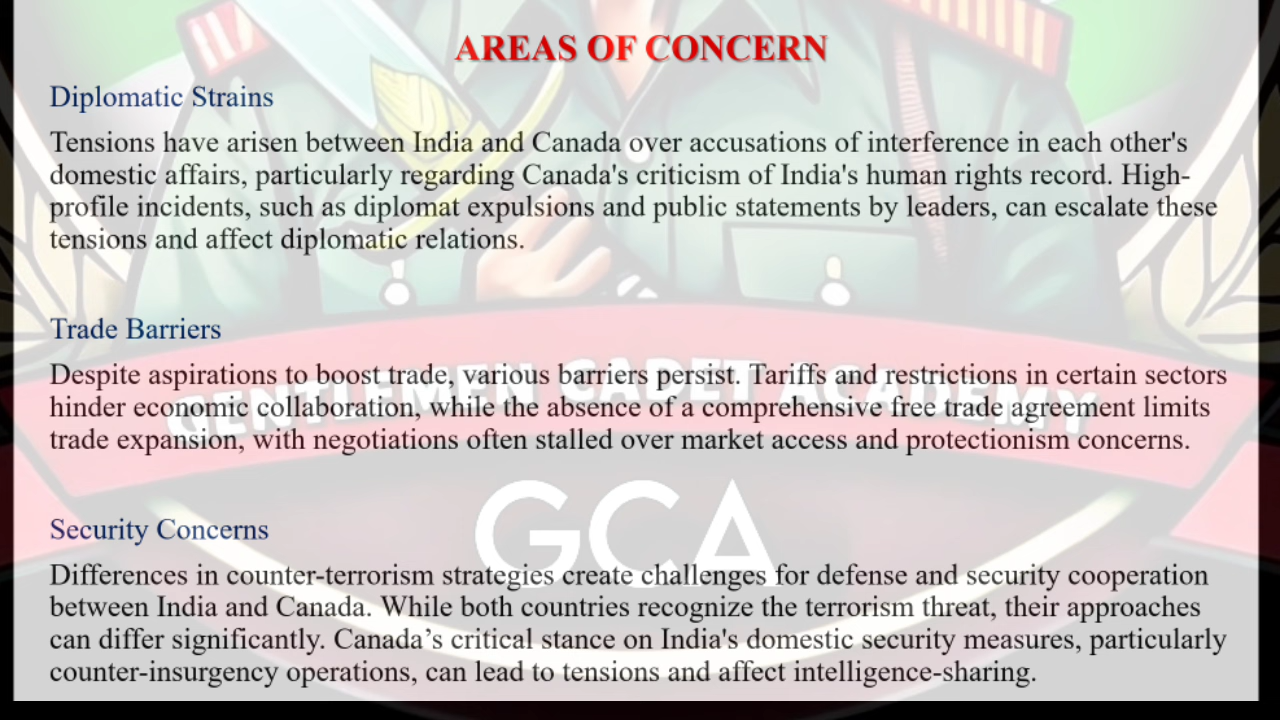 AREAS OF CONCERN
Diplomatic Strains
Tensions have arisen between India and Canada over accusations of interference in each other's
domestic affairs, particularly regarding Canada's criticism of India's human rights record. High-
profile incidents, such as diplomat expulsions and public statements by leaders, can escalate these
tensions and affect diplomatic relations.
Trade Barriers
Despite aspirations to boost trade, various barriers persist. Tariffs and restrictions in certain sectors
hinder economic collaboration, while the absence of a comprehensive free trade agreement limits
trade expansion, with negotiations often stalled over market access and protectionism concerns.
GENTLEMEN CADET ACADEMY
GCA
Security Concerns
Differences in counter-terrorism strategies create challenges for defense and security cooperation
between India and Canada. While both countries recognize the terrorism threat, their approaches
can differ significantly. Canada’s critical stance on India's domestic security measures, particularly
counter-insurgency operations, can lead to tensions and affect intelligence-sharing.